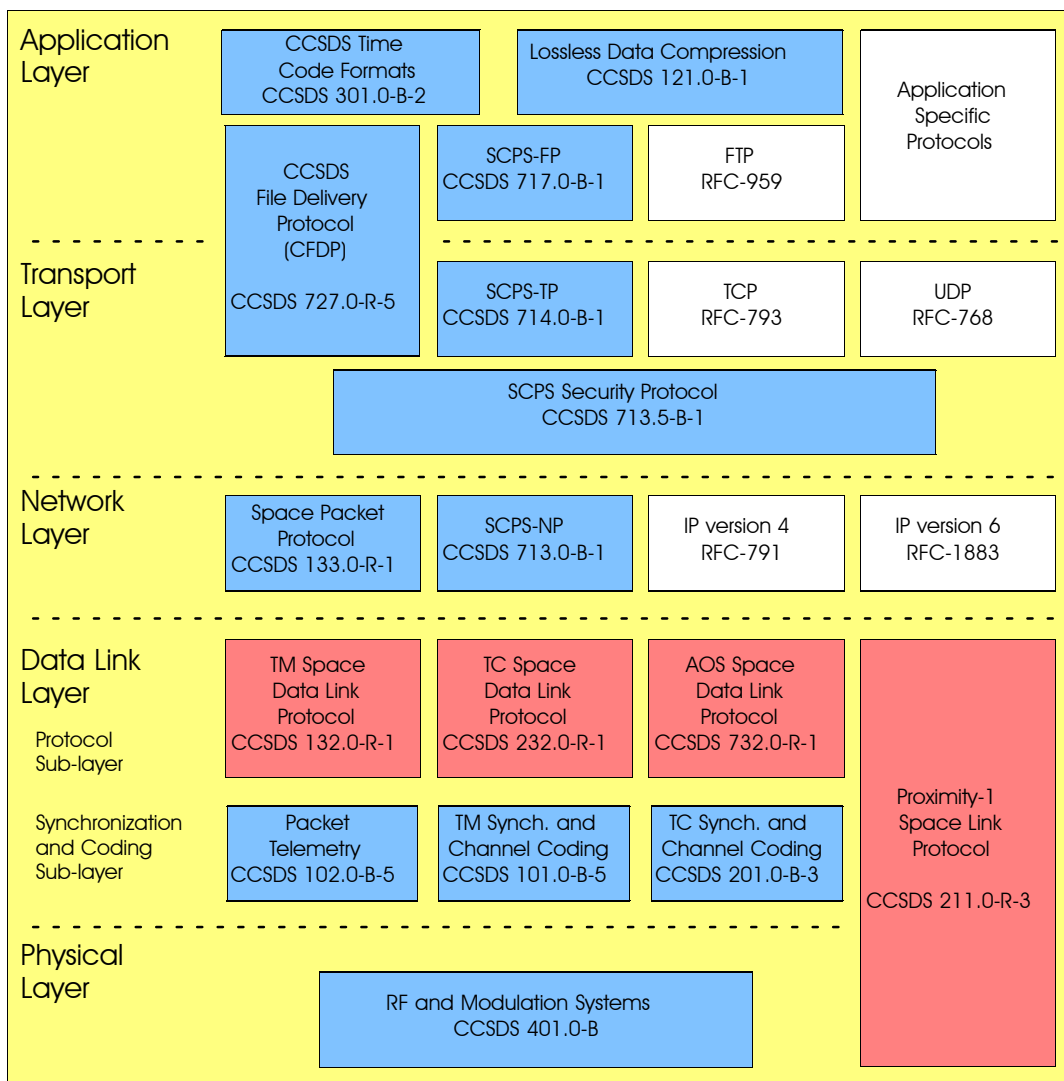 Application
Layer
CCSDS Time
Code Formats
CCSDS 301.0-B-2
Lossless Data Compression
CCSDS 121.0-B-1
Application
Specific
Protocols
CCSDS
File Delivery
Protocol
(CFDP)
CCSDS 727.0-R-5
SCPS-FP
CCSDS 717.0-B-1
FTP
RFC-959
Transport
Layer
SCPS-TP
CCSDS 714.0-B-1
TCP
RFC-793
UDP
RFC-768
SCPS Security Protocol
CCSDS 713.5-B-1
Network
Layer
Space Packet
Protocol
CCSDS 133.0-R-1
SCPS-NP
CCSDS 713.0-B-1
IP version 4
RFC-791
IP version 6
RFC-1883
Data Link
Layer
Protocol
Sub-layer
TM Space
Data Link
Protocol
CCSDS 132.0-R-1
TC Space
Data Link
Protocol
CCSDS 232.0-R-1
AOS Space
Data Link
Protocol
CCSDS 732.0-R-1
Proximity-1
Space Link
Protocol
CCSDS 211.0-R-3
Synchronization
and Coding
Sub-layer
Packet
Telemetry
CCSDS 102.0-B-5
TM Synch. and
Channel Coding
CCSDS 101.0-B-5
TC Synch. and
Channel Coding
CCSDS 201.0-B-3
Physical
Layer
RF and Modulation Systems
CCSDS 401.0-B